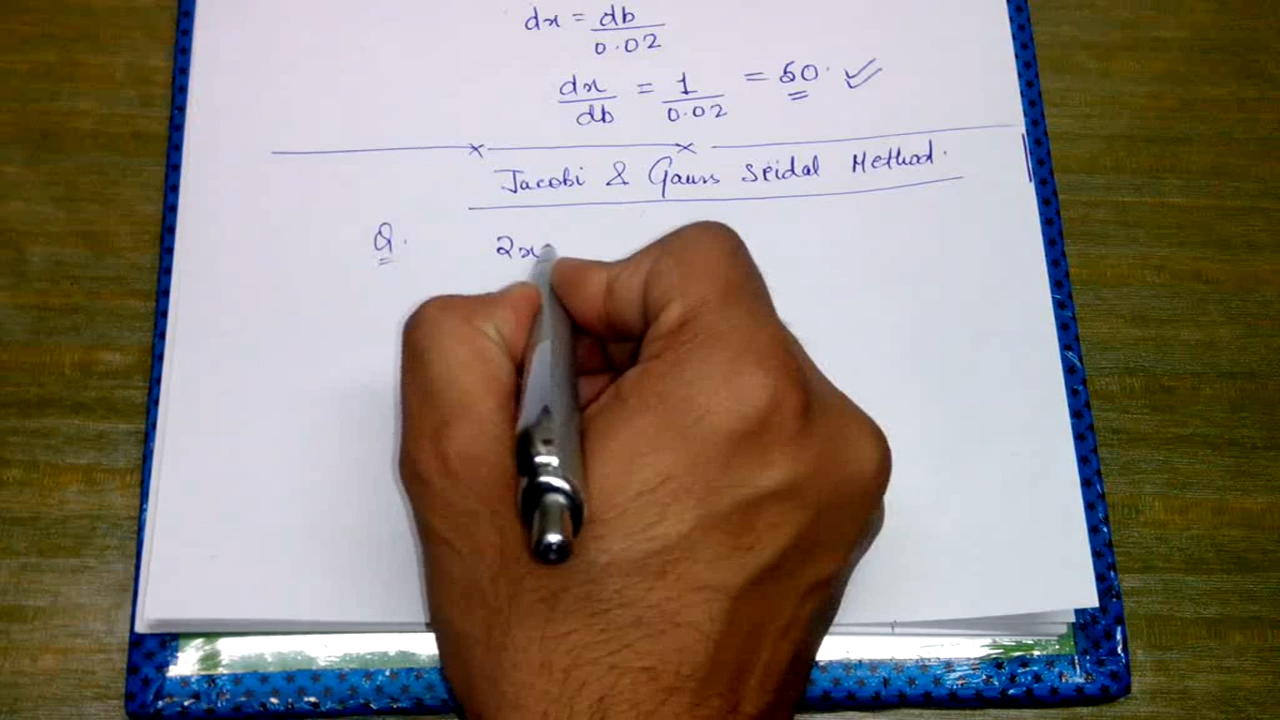 dx = db / 0.02
dx / db = 1 / 0.02 = 50.
Jacobi & Gauss Seidal Method.
Q. 2x